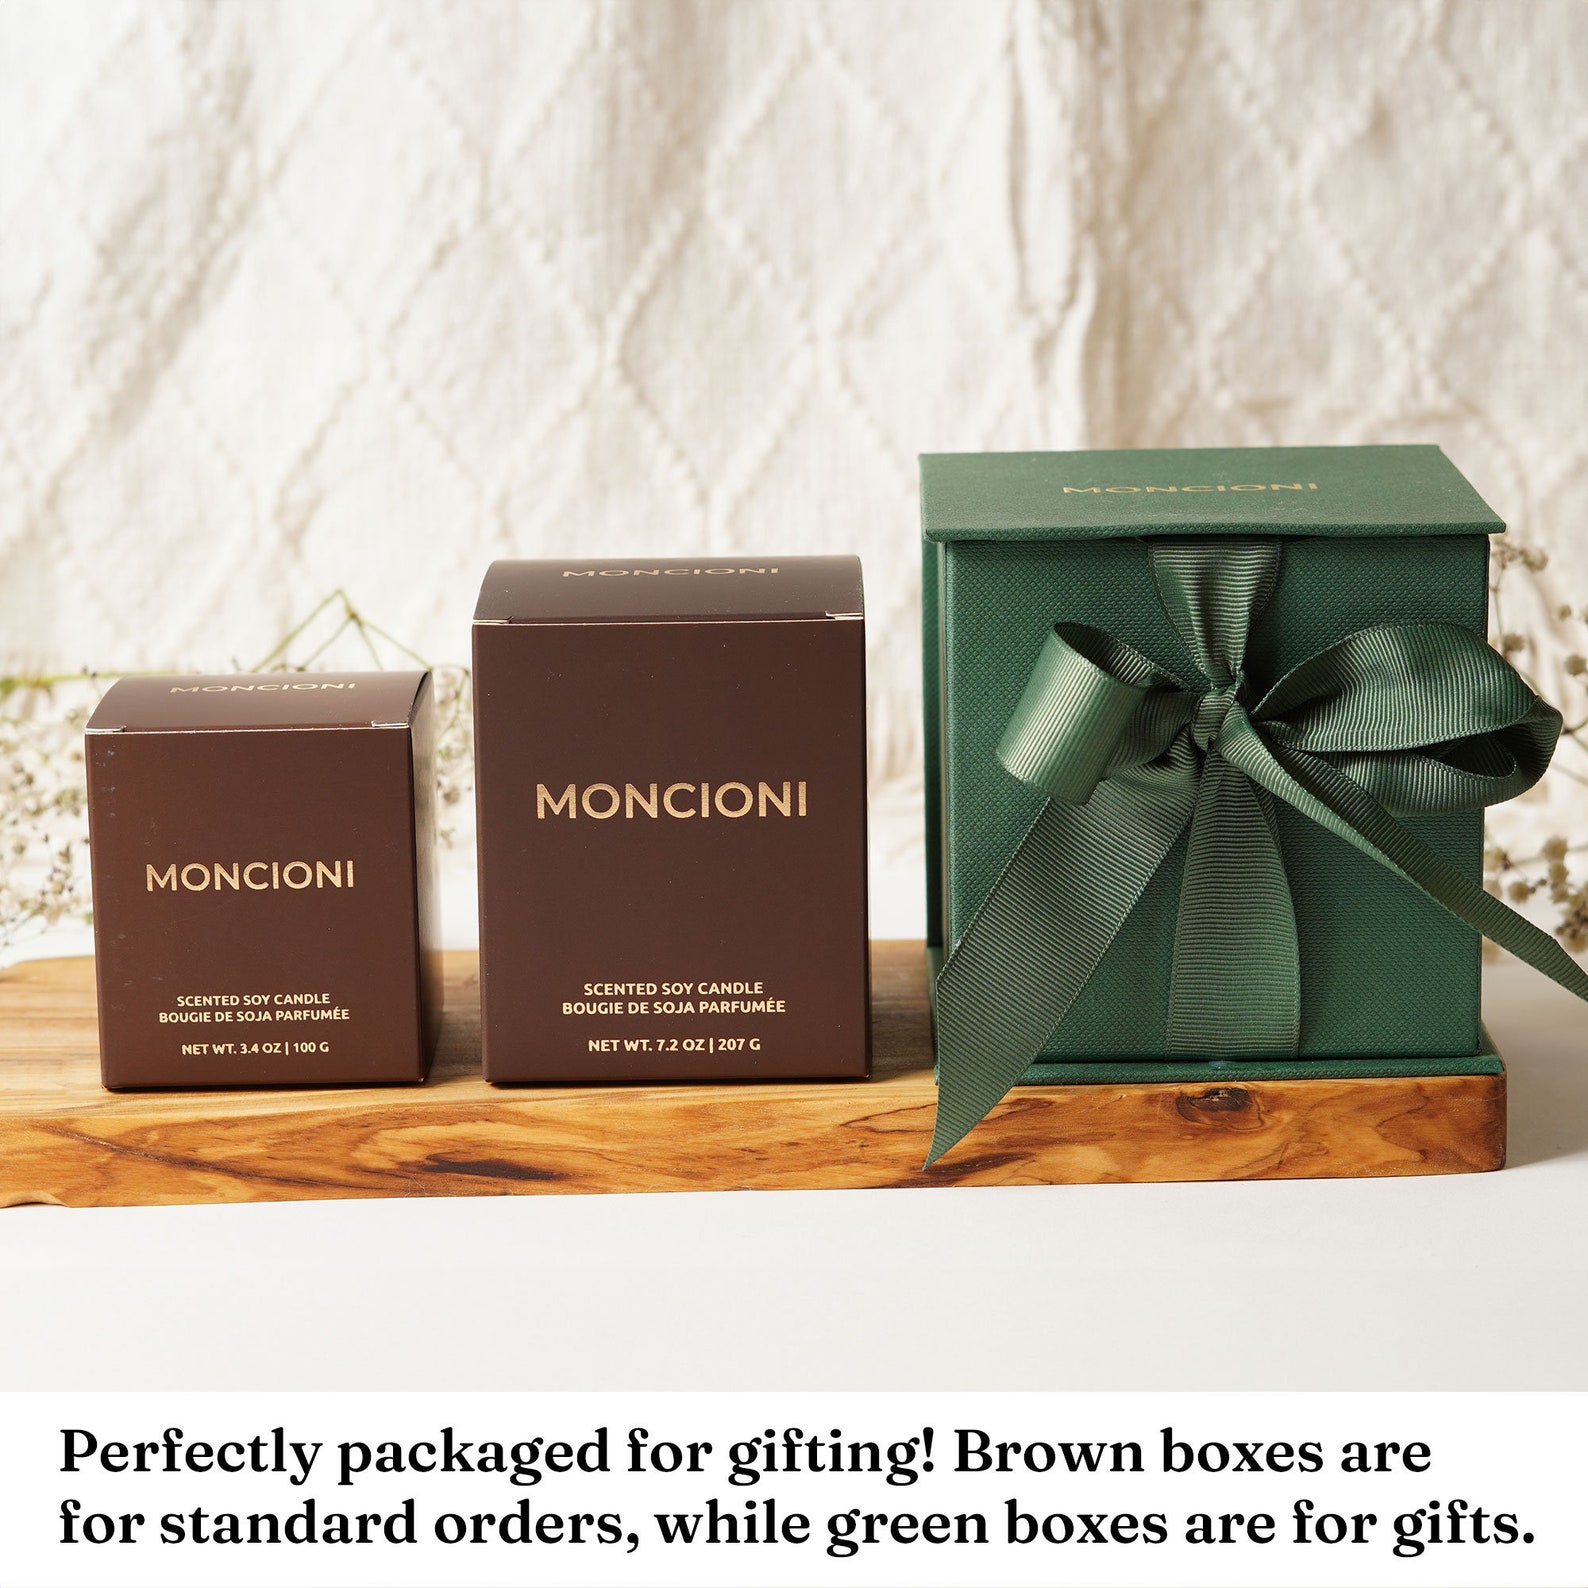 MONCIONI
MONCIONI
SCENTED SOY CANDLE
BOUGIE DE SOJA PARFUMÉE
NET WT. 3.4 OZ | 100 G
MONCIONI
MONCIONI
SCENTED SOY CANDLE
BOUGIE DE SOJA PARFUMÉE
NET WT. 7.2 OZ | 207 G
MONCIONI
Perfectly packaged for gifting! Brown boxes are
for standard orders, while green boxes are for gifts.